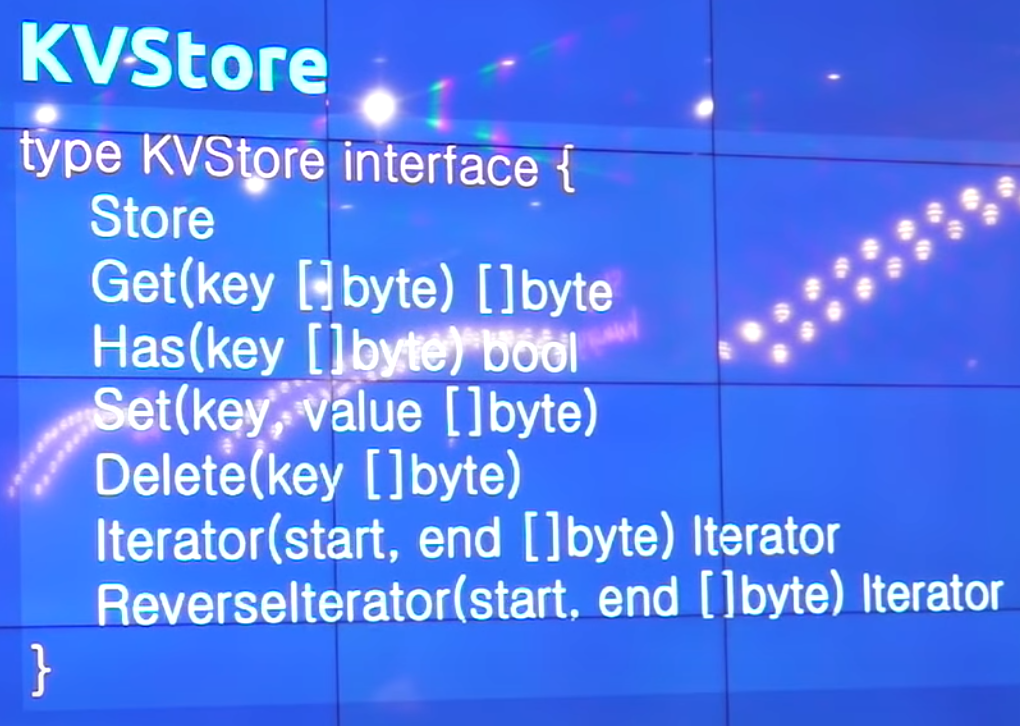 KVStore
type KVStore interface {
Store
Get(key []byte) []byte
Has(key []byte) bool
Set(key, value []byte)
Delete(key []byte)
Iterator(start, end []byte) Iterator
ReverseIterator(start, end []byte) Iterator
}